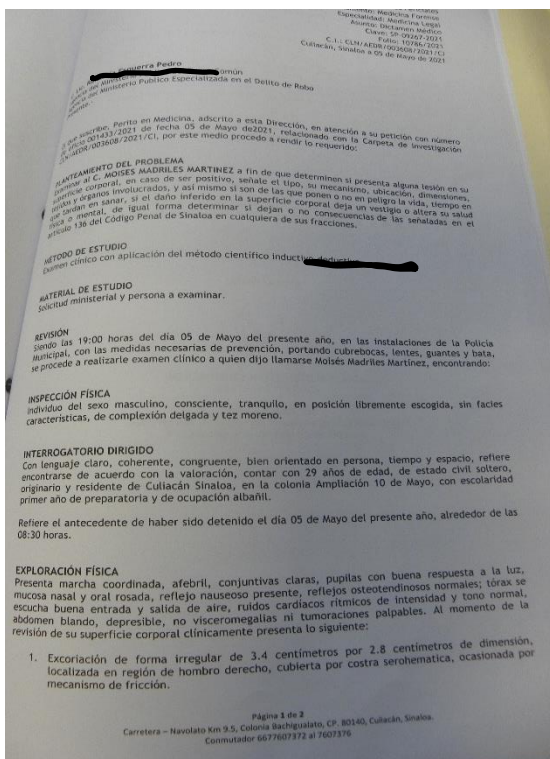 Medicina Forense
Especialidad: Medicina Legal
Asunto: Dictamen Médico
Clave: SP-09267-2021
Folio: 10786/2021
C.I.: CLN/AEDR/003608/2021/CI
Culiacán, Sinaloa a 05 de Mayo de 2021
Pedro
Común
del Ministerio Público Especializada en el Delito de Robo
que suscribe, Perito en Medicina, adscrito a esta Dirección, en atención a su petición con número
001433/2021 de fecha 05 de Mayo de2021, relacionado con la Carpeta de Investigación
CLN/AEDR/003608/2021/CI, por este medio procedo a rendir lo requerido:
PLANTEAMIENTO DEL PROBLEMA
Examinar al C. MOISES MADRILES MARTINEZ a fin de que determinen si presenta alguna lesión en su
superficie corporal, en caso de ser positivo, señale el tipo, su mecanismo, ubicación, dimensiones,
tejidos y órganos involucrados, y así mismo si son de las que ponen o no en peligro la vida, tiempo en
que tardan en sanar, si el daño inferido en la superficie corporal deja un vestigio o altera su salud
física o mental, de igual forma determinar si dejan o no consecuencias de las señaladas en el
artículo 136 del Código Penal de Sinaloa en cualquiera de sus fracciones.
MÉTODO DE ESTUDIO
Examen clínico con aplicación del método científico inductivo
MATERIAL DE ESTUDIO
Solicitud ministerial y persona a examinar.
REVISIÓN
Siendo las 19:00 horas del día 05 de Mayo del presente año, en las instalaciones de la Policía
Municipal, con las medidas necesarias de prevención, portando cubrebocas, lentes, guantes y bata,
se procede a realizarle examen clínico a quien dijo llamarse Moisés Madriles Martínez, encontrando:
INSPECCIÓN FÍSICA
Individuo del sexo masculino, consciente, tranquilo, en posición libremente escogida, sin facies
características, de complexión delgada y tez moreno.
INTERROGATORIO DIRIGIDO
Con lenguaje claro, coherente, congruente, bien orientado en persona, tiempo y espacio, refiere
encontrarse de acuerdo con la valoración, contar con 29 años de edad, de estado civil soltero,
originario y residente de Culiacán Sinaloa, en la colonia Ampliación 10 de Mayo, con escolaridad
primer año de preparatoria y de ocupación albañil.
Refiere el antecedente de haber sido detenido el día 05 de Mayo del presente año, alrededor de las
08:30 horas.
EXPLORACIÓN FÍSICA
Presenta marcha coordinada, afebril, conjuntivas claras, pupilas con buena respuesta a la luz,
mucosa nasal y oral rosada, reflejo nauseoso presente, reflejos osteotendinosos normales; tórax se
escucha buena entrada y salida de aire, ruidos cardíacos rítmicos de intensidad y tono normal,
abdomen blando, depresible, no visceromegalias ni tumoraciones palpables. Al momento de la
revisión de su superficie corporal clínicamente presenta lo siguiente:
1. Excoriación de forma irregular de 3.4 centímetros por 2.8 centímetros de dimensión,
localizada en región de hombro derecho, cubierta por costra serohematica, ocasionada por
mecanismo de fricción.
Página 1 de 2
Carretera – Navolato Km 9.5, Colonia Bachigualato, CP. 80140, Culiacán, Sinaloa.
Conmutador 6677607372 al 7607376